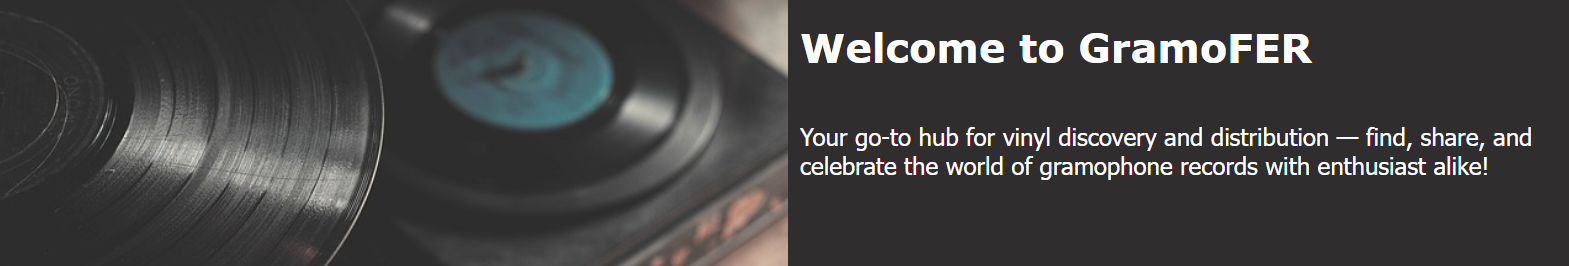 Welcome to GramoFER
Your go-to hub for vinyl discovery and distribution — find, share, and
celebrate the world of gramophone records with enthusiast alike!